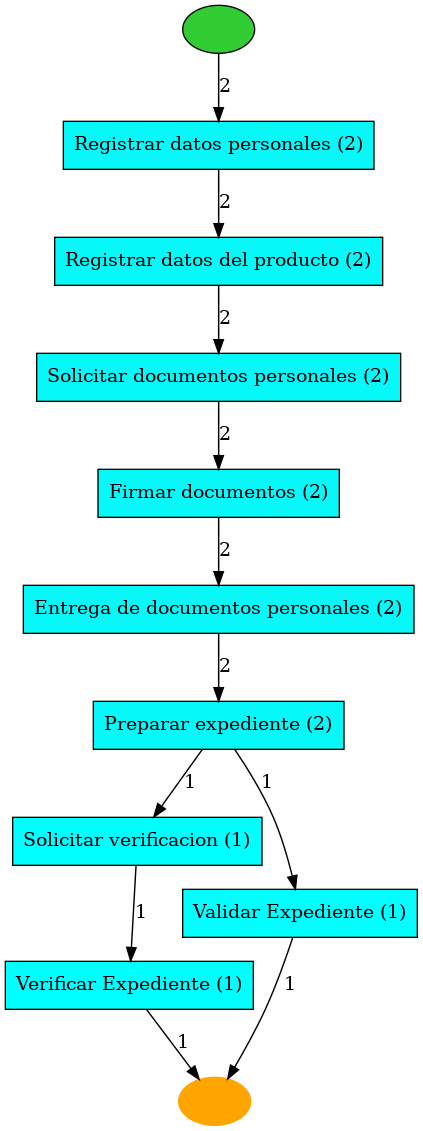 2
Registrar datos personales (2)
2
Registrar datos del producto (2)
2
Solicitar documentos personales (2)
2
Firmar documentos (2)
2
Entrega de documentos personales (2)
2
Preparar expediente (2)
1
1
Solicitar verificacion (1)
1
Validar Expediente (1)
Verificar Expediente (1)
1
1